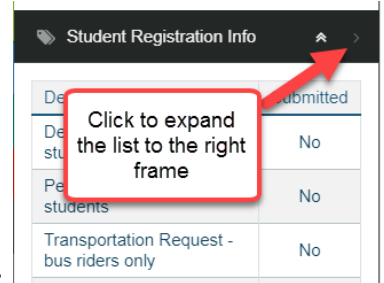 Student Registration Info
De
ubmitted
Click to expand
the list to the right
frame
De
stu
No
Pe
students
No
Transportation Request -
bus riders only
No